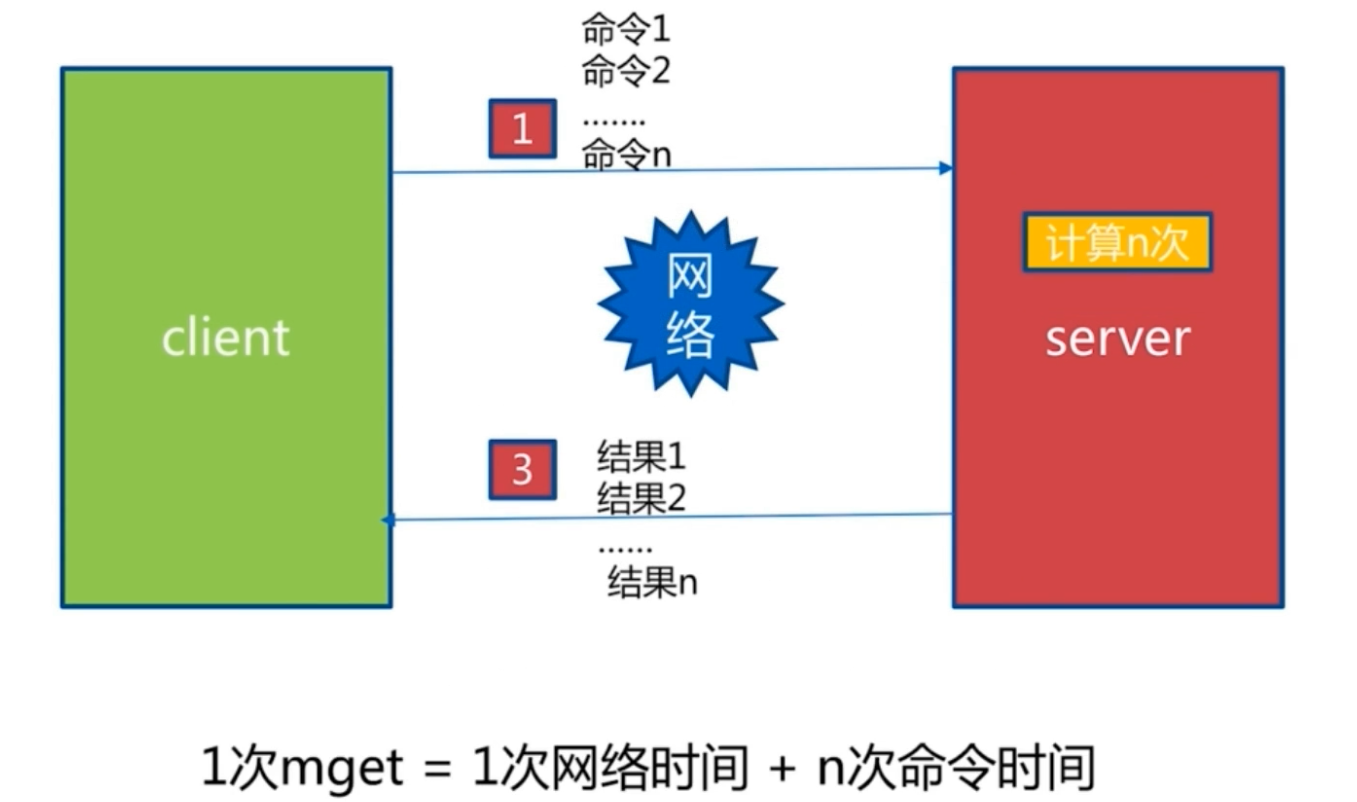 命令1
命令2
.......
命令n
1
网
络
计算n次
client
server
3
结果1
结果2
......
结果n
1次mget = 1次网络时间 + n次命令时间